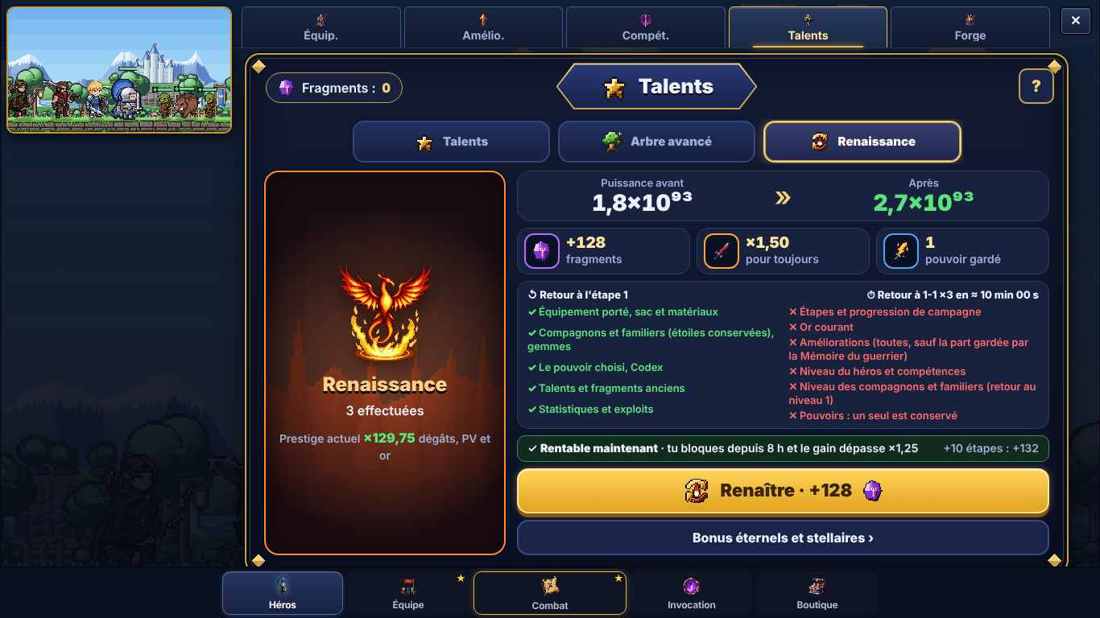 Équip.
Amélio.
Compét.
Talents
Forge
×
Fragments : 0
Talents
?
Talents
Arbre avancé
Renaissance
Puissance avant
1,8×10⁹³
»
Après
2,7×10⁹³
+128
fragments
×1,50
pour toujours
1
pouvoir gardé
Renaissance
3 effectuées
Prestige actuel ×129,75 dégâts, PV et
or
↺ Retour à l'étape 1
✓ Équipement porté, sac et matériaux
✓ Compagnons et familiers (étoiles conservées),
gemmes
✓ Le pouvoir choisi, Codex
✓ Talents et fragments anciens
✓ Statistiques et exploits
⏱ Retour à 1-1 ×3 en ≈ 10 min 00 s
✕ Étapes et progression de campagne
✕ Or courant
✕ Améliorations (toutes, sauf la part gardée par
la Mémoire du guerrier)
✕ Niveau du héros et compétences
✕ Niveau des compagnons et familiers (retour au
niveau 1)
✕ Pouvoirs : un seul est conservé
✓ Rentable maintenant · tu bloques depuis 8 h et le gain dépasse ×1,25
+10 étapes : +132
Renaître · +128
Bonus éternels et stellaires ›
Héros
Équipe
Combat
Invocation
Boutique